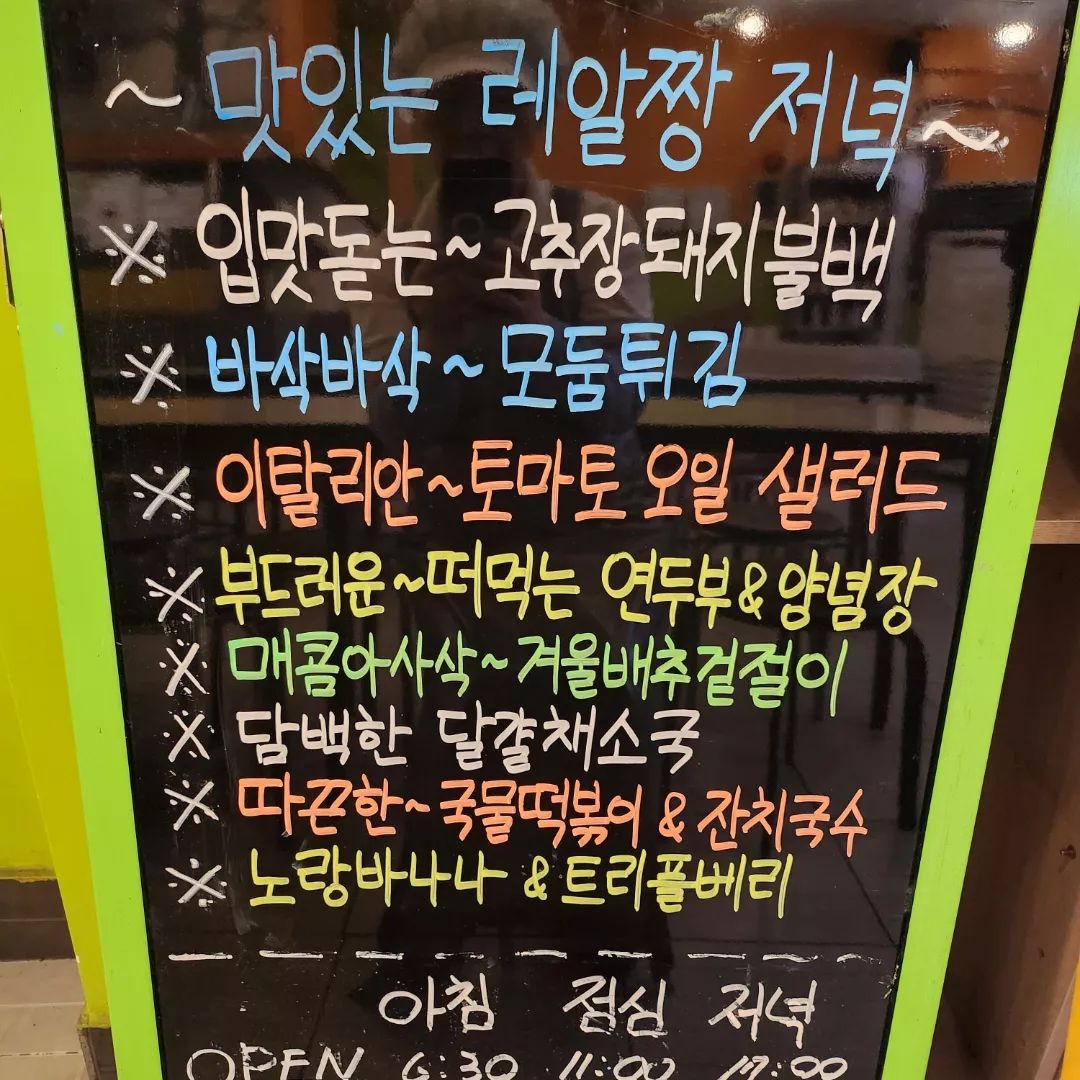 ~ 맛있는 레알짱 저녁 ~
※ 입맛돋는~ 고추장돼지불백
※ 바삭바삭 ~ 모둠튀김
※ 이탈리안~토마토 오일 샐러드
※ 부드러운~떠먹는 연두부 & 양념장
※ 매콤아사삭~ 겨울배추겉절이
※ 담백한 달걀채소국
※ 따끈한~ 국물떡볶이 & 잔치국수
※ 노랑바나나 & 트리플베리
아침 점심 저녁
OPEN 6:30 11:00 17:00